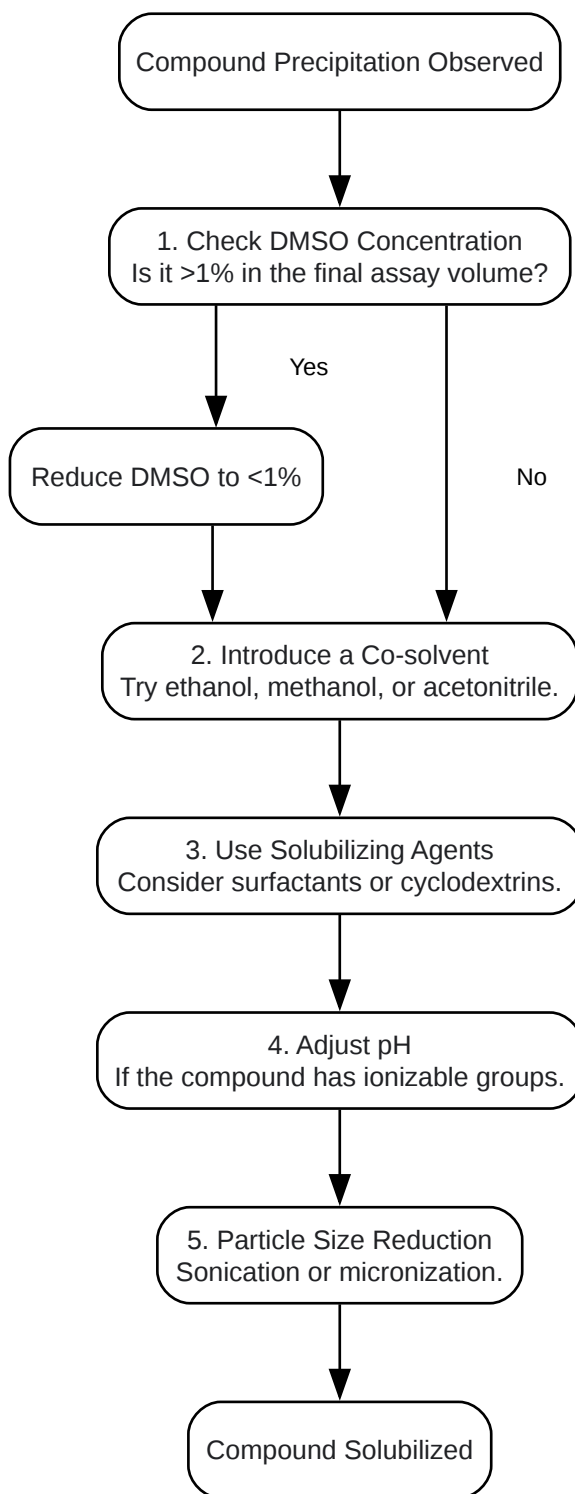 Compound Precipitation Observed
1. Check DMSO Concentration
Is it >1% in the final assay volume?
Yes
Reduce DMSO to <1%
No
2. Introduce a Co-solvent
Try ethanol, methanol, or acetonitrile.
3. Use Solubilizing Agents
Consider surfactants or cyclodextrins.
4. Adjust pH
If the compound has ionizable groups.
5. Particle Size Reduction
Sonication or micronization.
Compound Solubilized